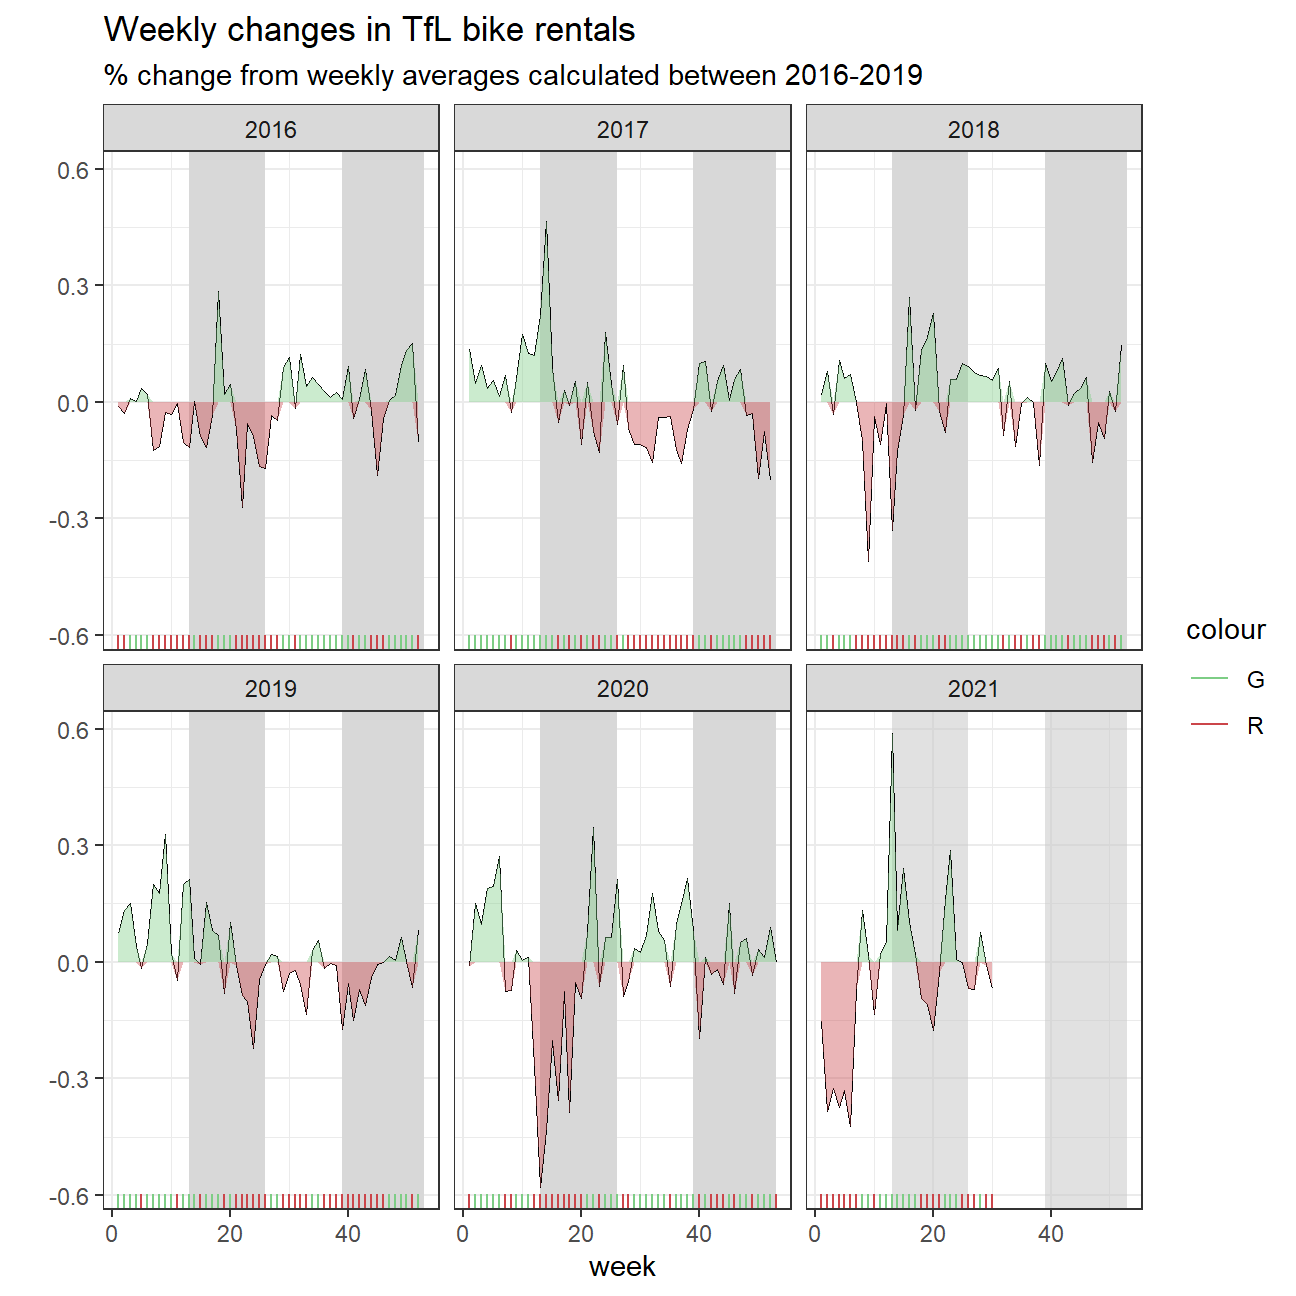 Weekly changes in TfL bike rentals
% change from weekly averages calculated between 2016-2019
2016 2017 2018
0.6
0.3
0.0
-0.3
-0.6
colour
G
R
2019 2020 2021
0.6
0.3
0.0
-0.3
-0.6
0 20 40 0 20 40 0 20 40
week